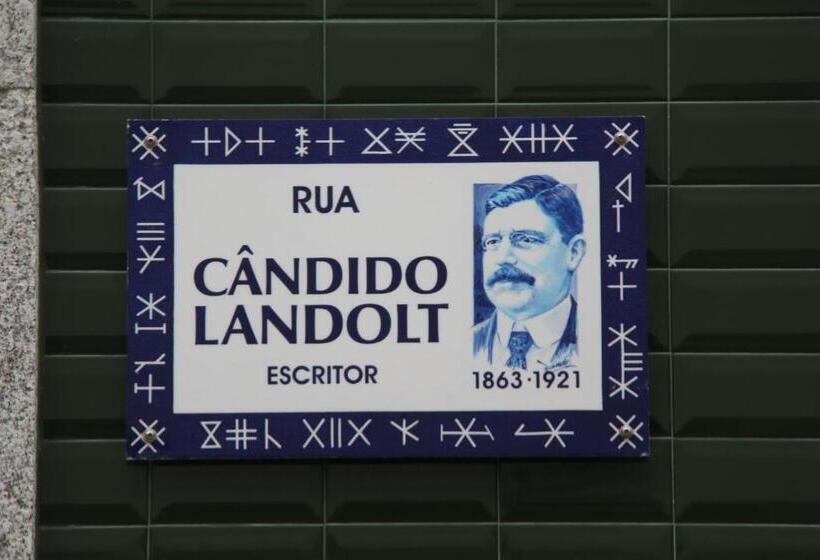 RUA
CÂNDIDO
LANDOLT
ESCRITOR
1863·1921